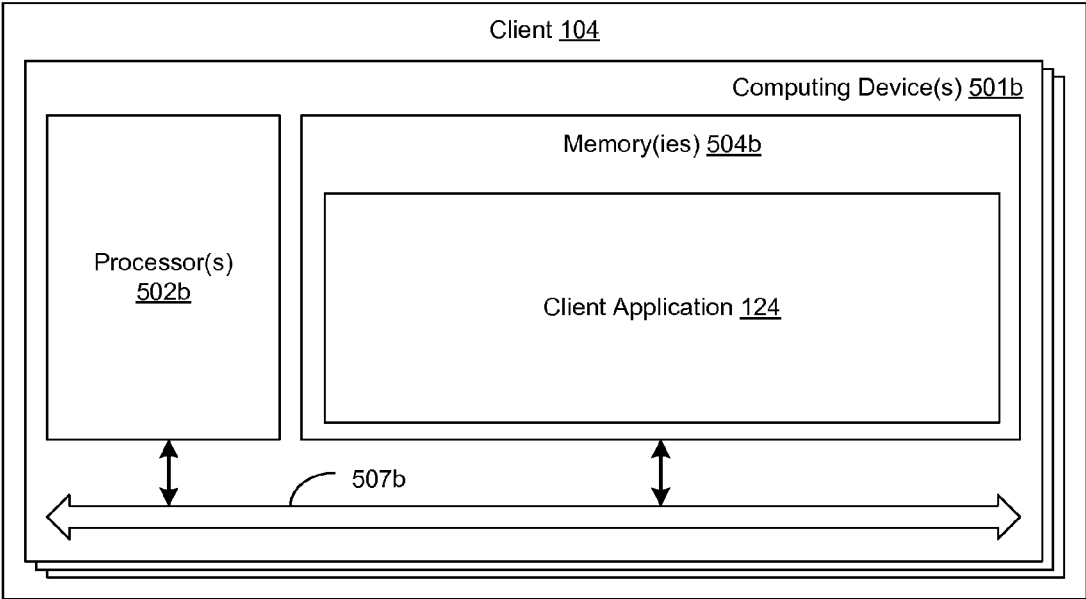 Client 104
Computing Device(s) 501b
Memory(ies) 504b
Processor(s)
502b
Client Application 124
507b